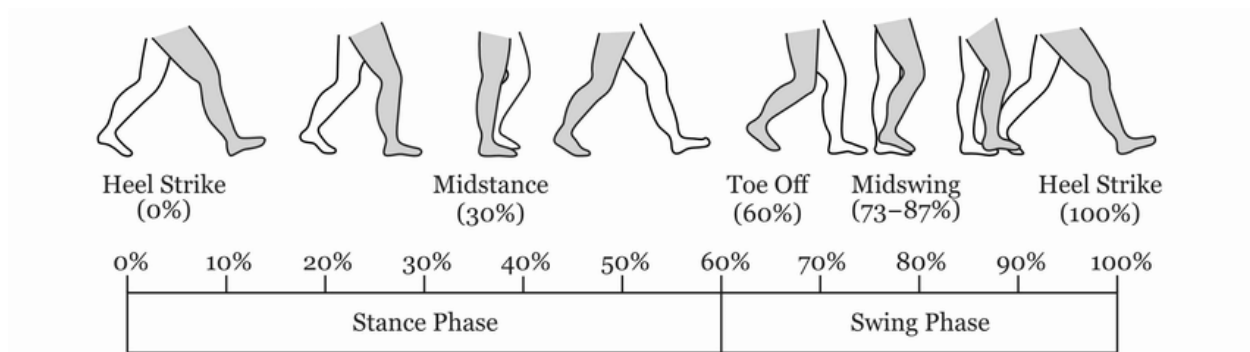 Heel Strike
(0%)
Midstance
(30%)
Toe Off
(60%)
Midswing
(73–87%)
Heel Strike
(100%)
0% 10% 20% 30% 40% 50% 60% 70% 80% 90% 100%
Stance Phase
Swing Phase